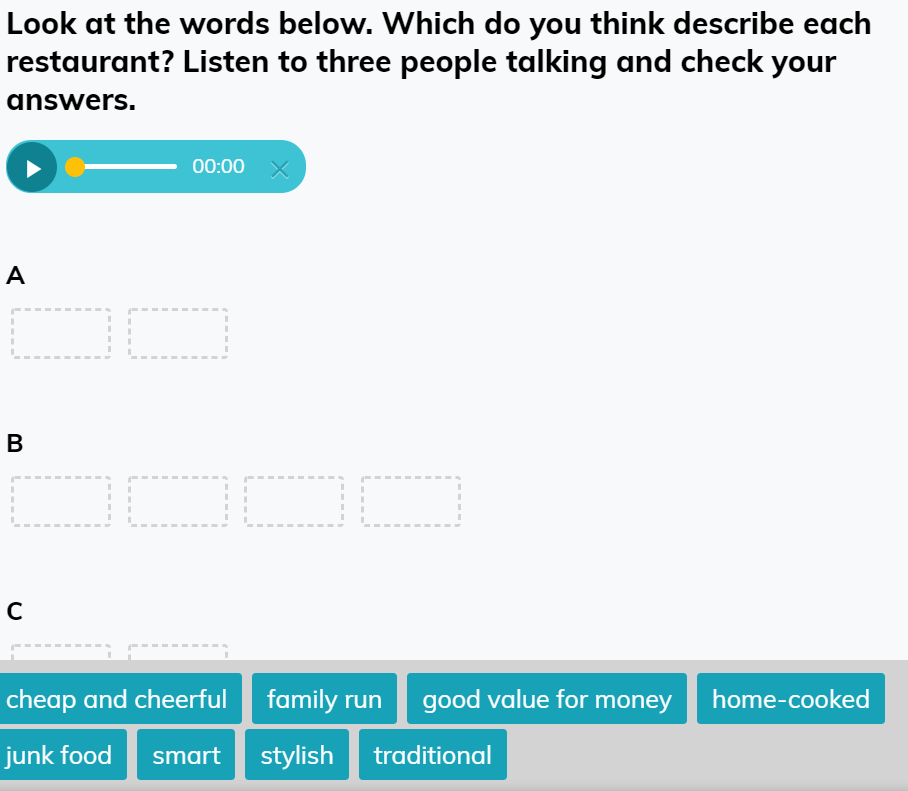 Look at the words below. Which do you think describe each
restaurant? Listen to three people talking and check your
answers.
00:00
A
B
C
cheap and cheerful family run good value for money home-cooked
junk food smart stylish traditional